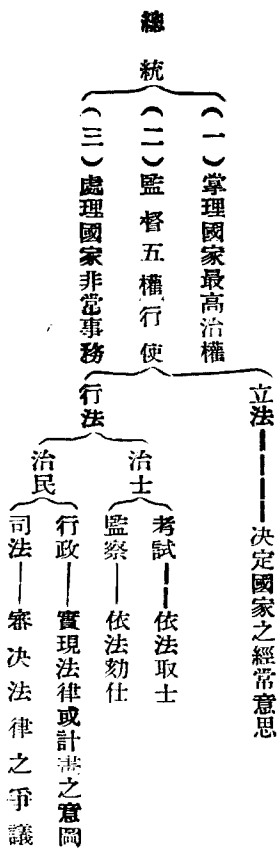 總統
(一)掌理國家最高治權
(二)監督五權行使
(三)處理國家非常事務
立法——決定國家之經常意思
行法
治士
考試——依法取士
監察——依法劾仕
治民
行政——實現法律或計畫之意圖
司法——審決法律之爭議